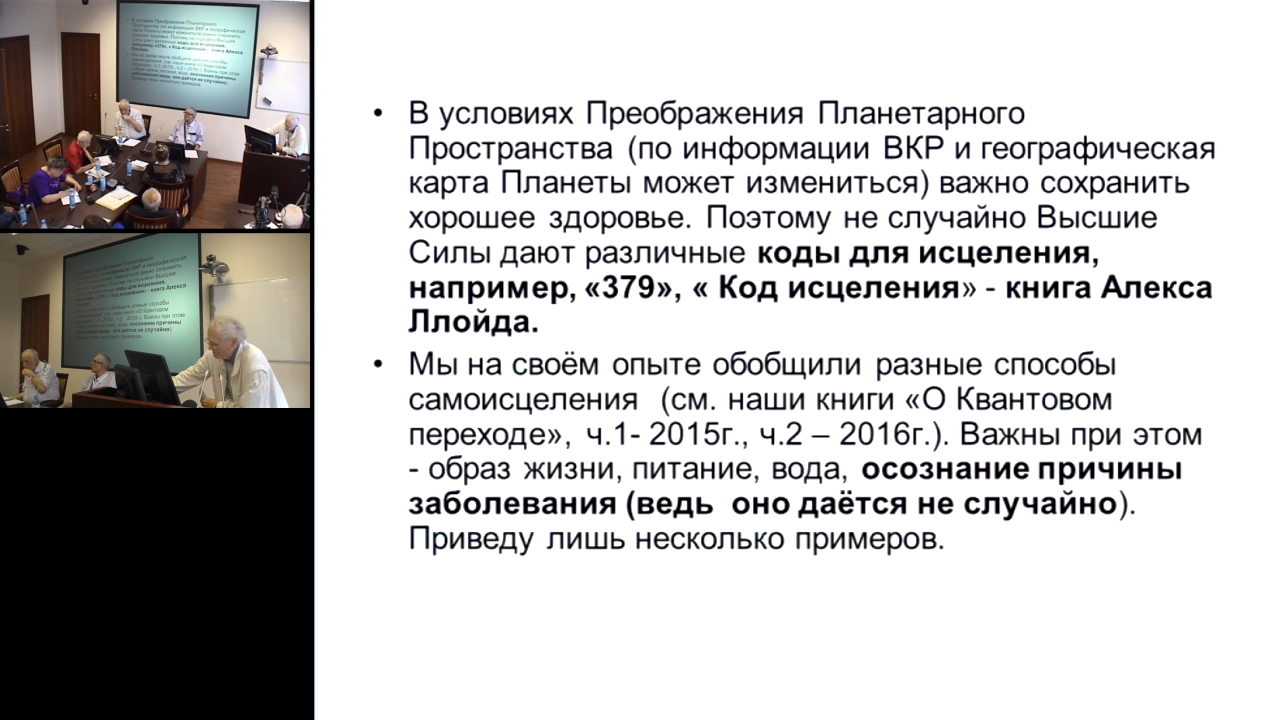 • В условиях Преображения Планетарного
Пространства (по информации ВКР и географическая
карта Планеты может измениться) важно сохранить
хорошее здоровье. Поэтому не случайно Высшие
Силы дают различные коды для исцеления,
например, «379», « Код исцеления» - книга Алекса
Ллойда.
• Мы на своём опыте обобщили разные способы
самоисцеления (см. наши книги «О Квантовом
переходе», ч.1- 2015г., ч.2 – 2016г.). Важны при этом
- образ жизни, питание, вода, осознание причины
заболевания (ведь оно даётся не случайно).
Приведу лишь несколько примеров.